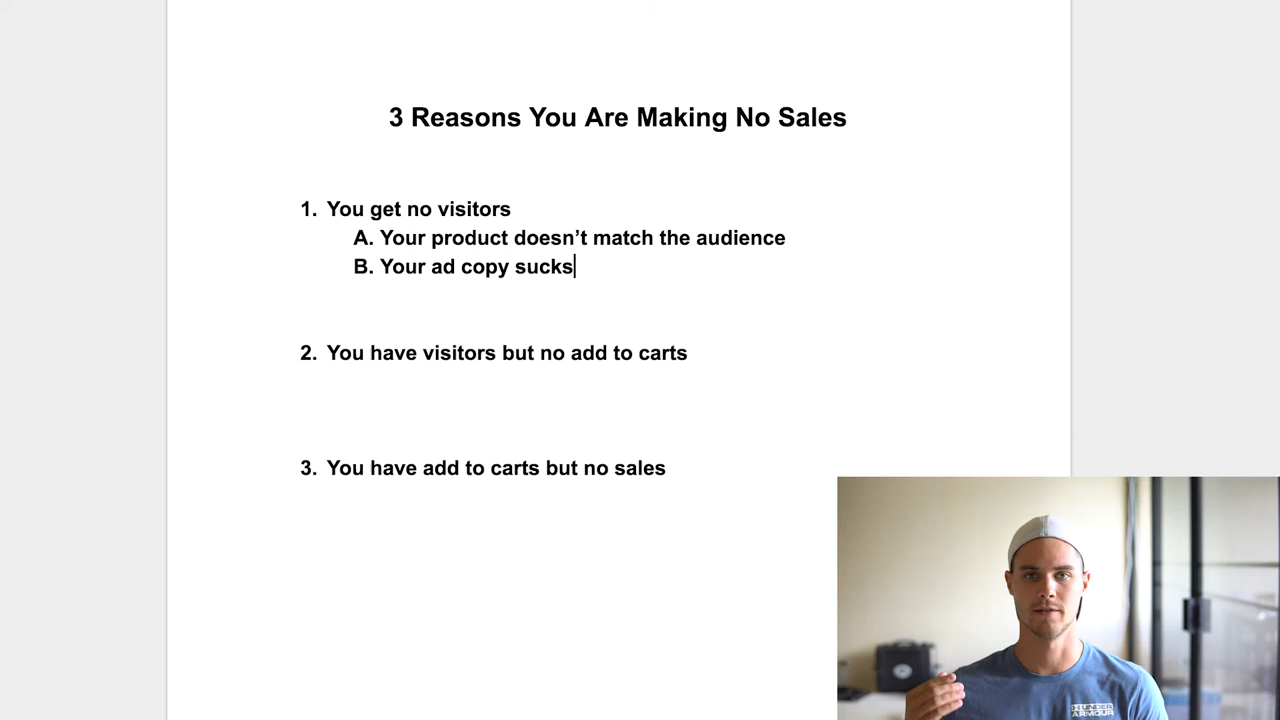 3 Reasons You Are Making No Sales
1. You get no visitors
A. Your product doesn’t match the audience
B. Your ad copy sucks
2. You have visitors but no add to carts
3. You have add to carts but no sales
UNDER
ARMOUR